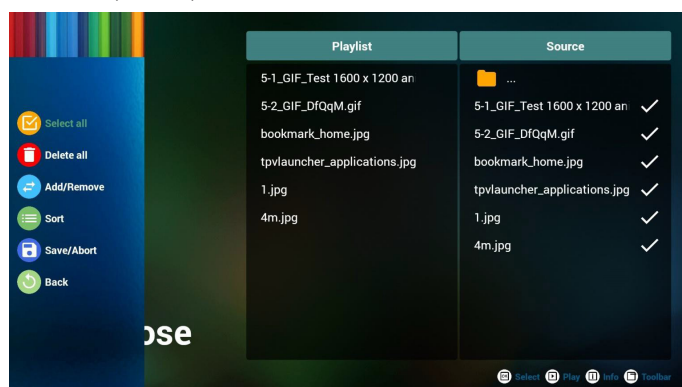 Playlist
Source
...
5-1_GIF_Test 1600 x 1200 an
5-1_GIF_Test 1600 x 1200 an
Select all
5-2_GIF_DfQqM.gif
5-2_GIF_DfQqM.gif
Delete all
bookmark_home.jpg
bookmark_home.jpg
Add/Remove
tpvlauncher_applications.jpg
tpvlauncher_applications.jpg
Sort
1.jpg
1.jpg
Save/Abort
4m.jpg
4m.jpg
Back
ose
Select Play Info Toolbar